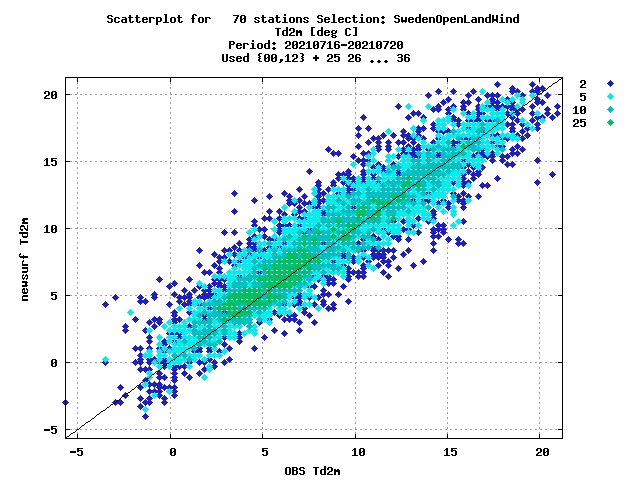 Scatterplot for   70 stations Selection: SwedenOpenLandWind
Td2m [deg C]
Period: 20210716-20210720
Used {00,12} + 25 26 ... 36
2
5
10
25
20
15
10
5
0
-5
newsurf Td2m
-5 0 5 10 15 20
OBS Td2m